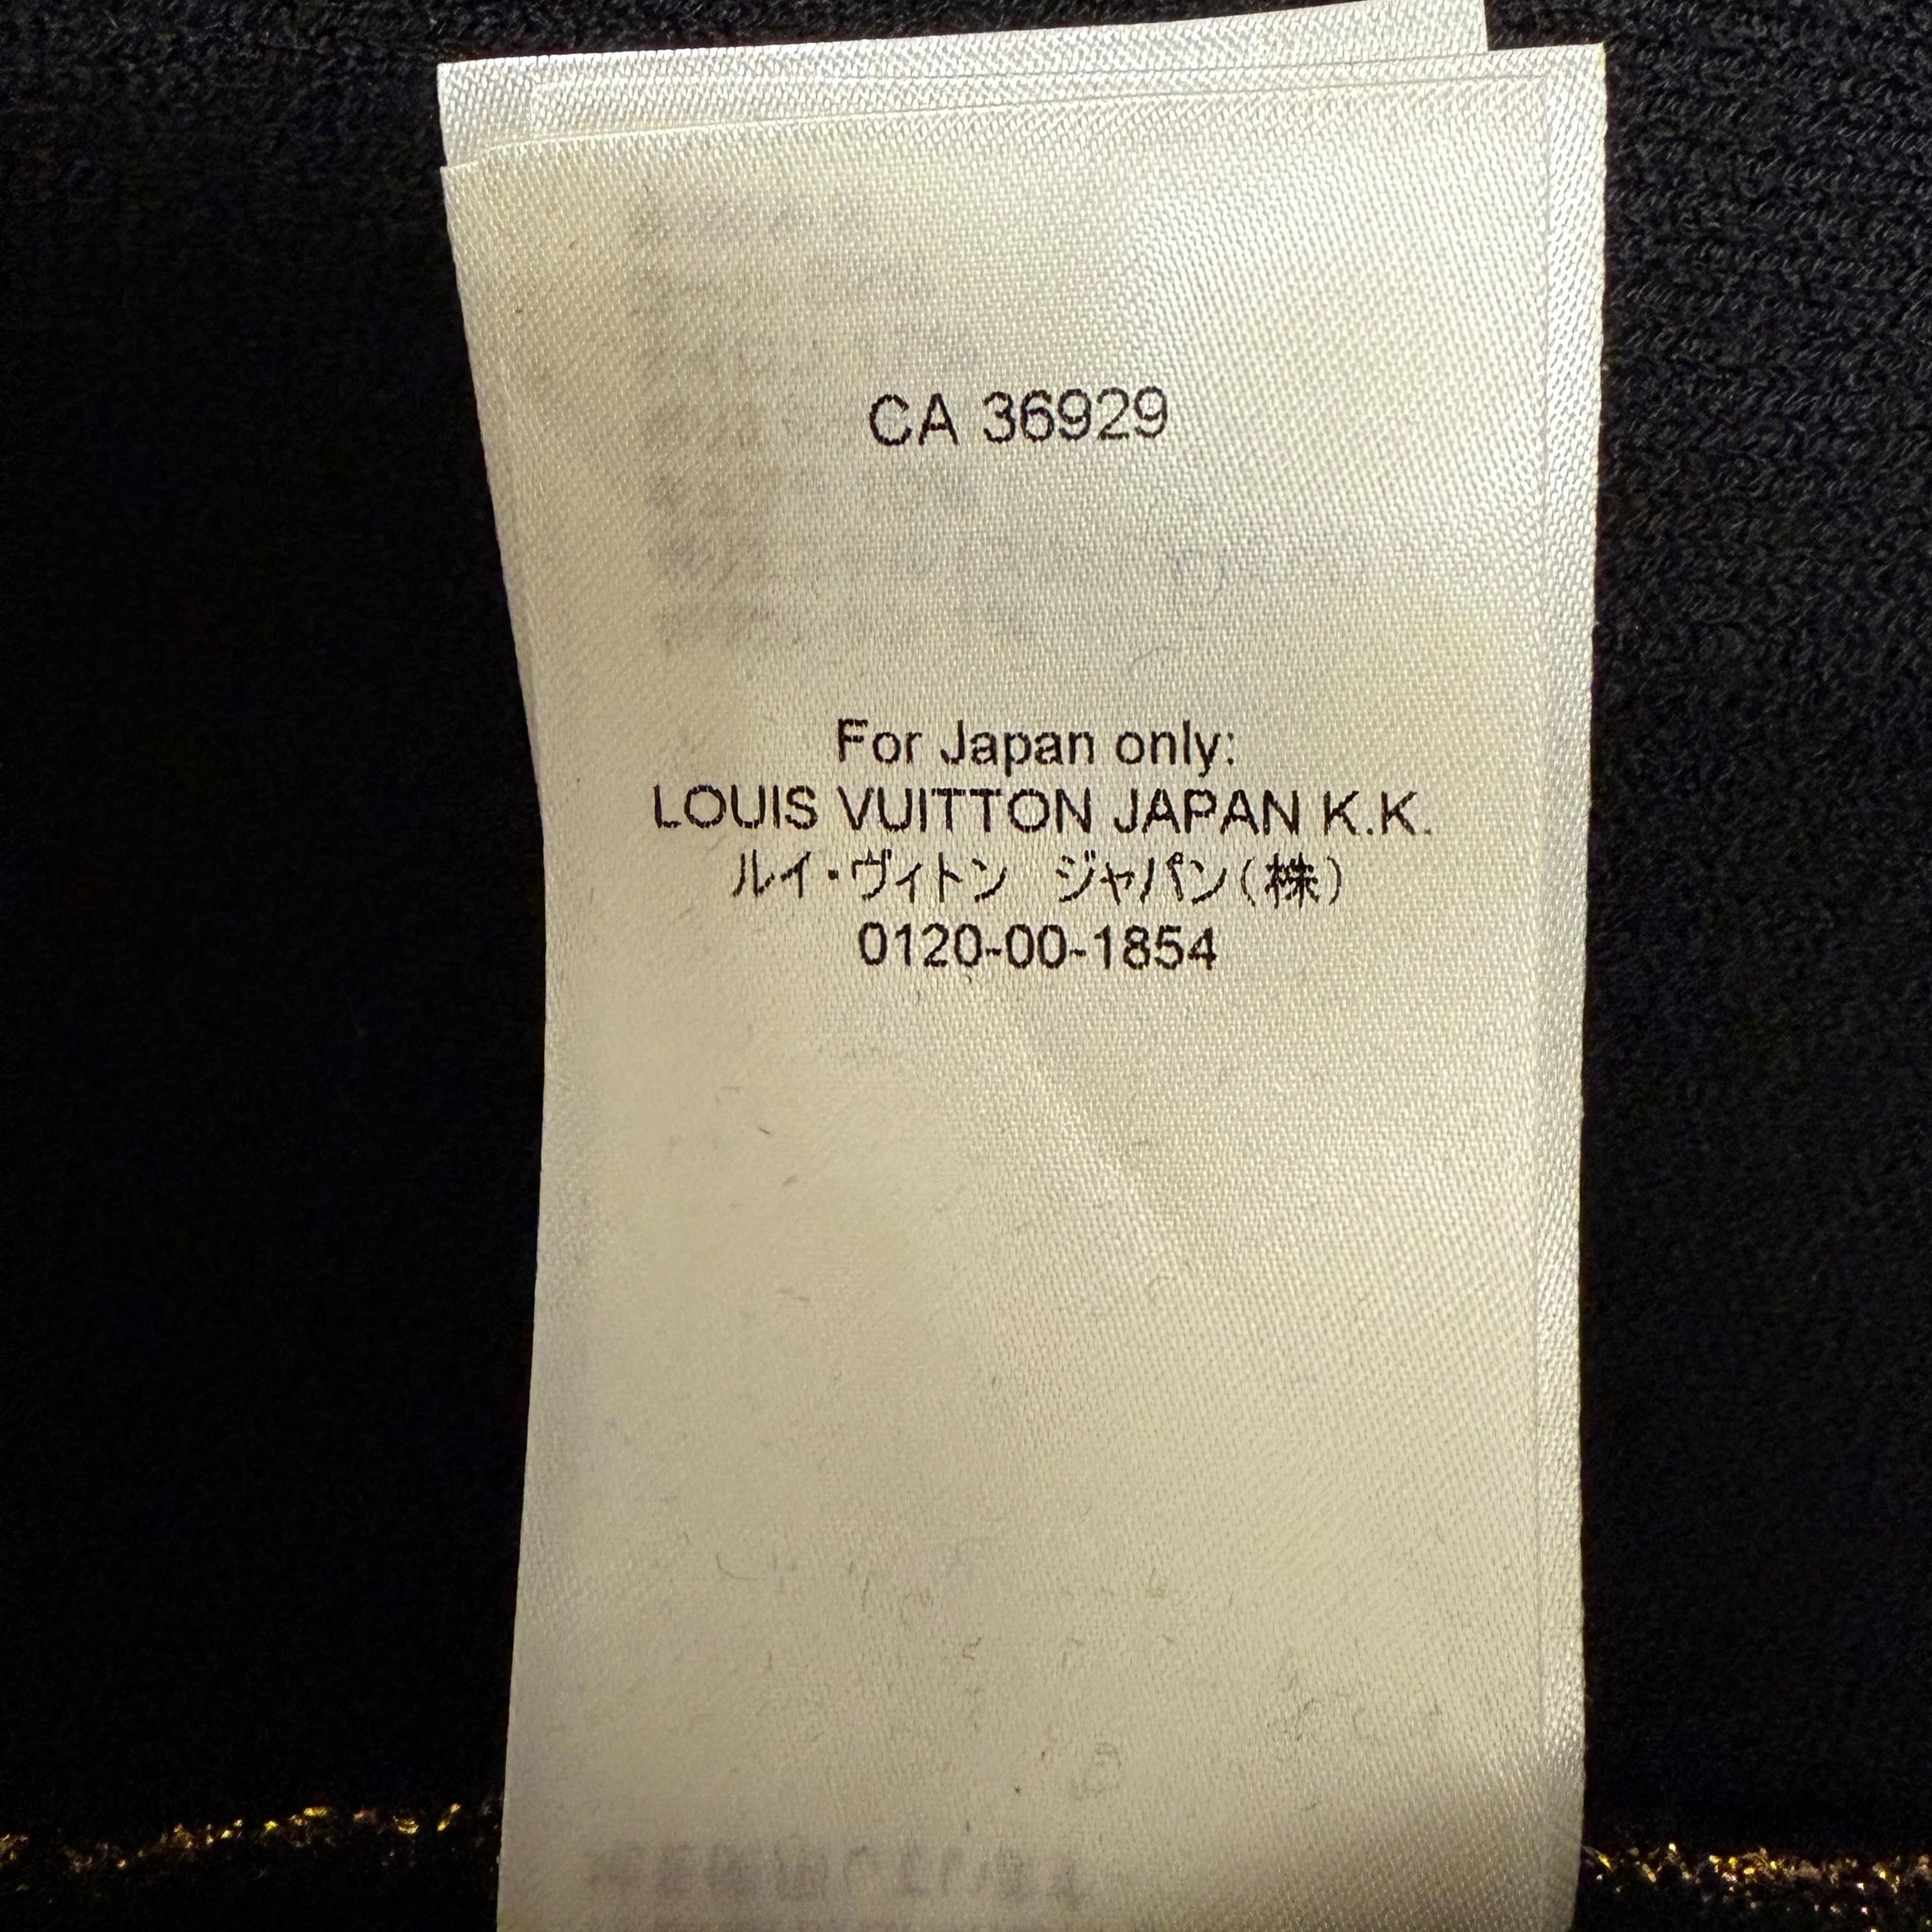 CA 36929
For Japan only:
LOUIS VUITTON JAPAN K.K.
ルイ・ヴィトン　ジャパン(株)
0120-00-1854